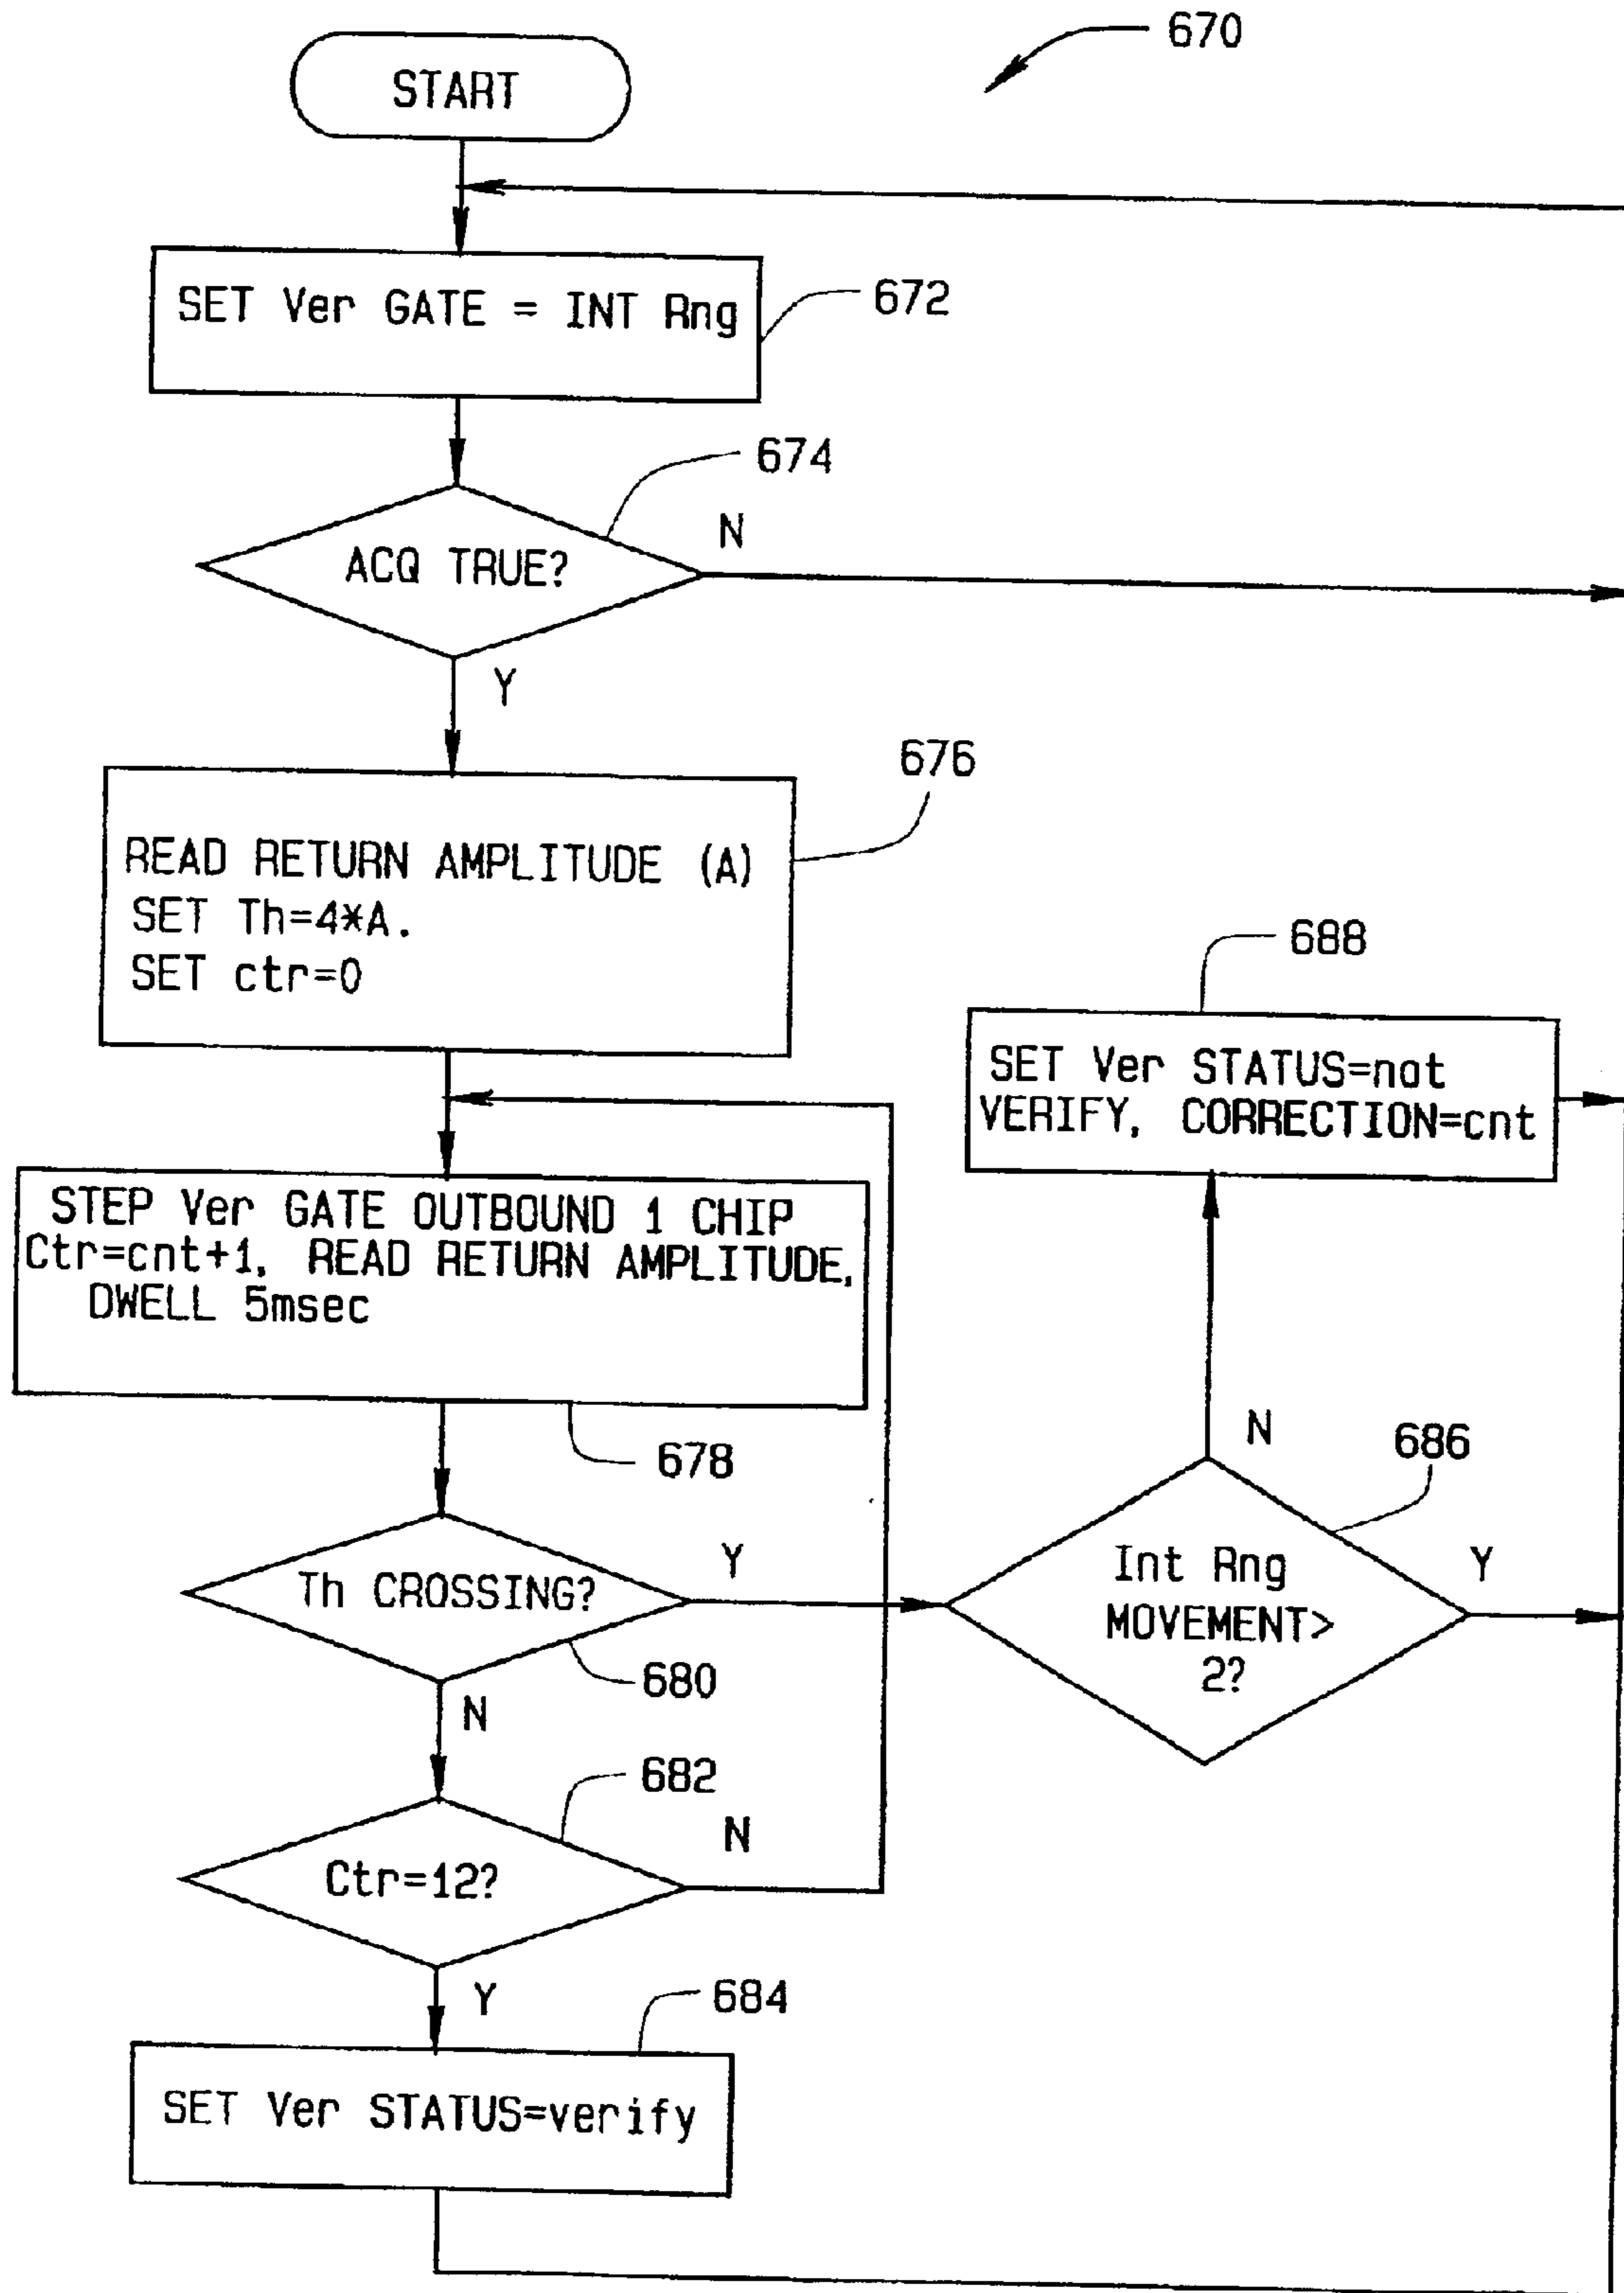 670
START
SET Ver GATE = INT Rng
672
674
ACQ TRUE?
N
Y
676
READ RETURN AMPLITUDE (A)
SET Th=4*A.
SET ctr=0
688
SET Ver STATUS=not
VERIFY, CORRECTION=cnt
STEP Ver GATE OUTBOUND 1 CHIP
Ctr=cnt+1, READ RETURN AMPLITUDE,
DWELL 5msec
678
N
686
Th CROSSING?
Y
Int Rng
MOVEMENT>
2?
Y
680
N
682
Ctr=12?
N
Y
684
SET Ver STATUS=verify